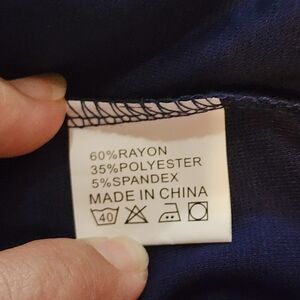 60%RAYON
35%POLYESTER
5%SPANDEX
MADE IN CHINA
40